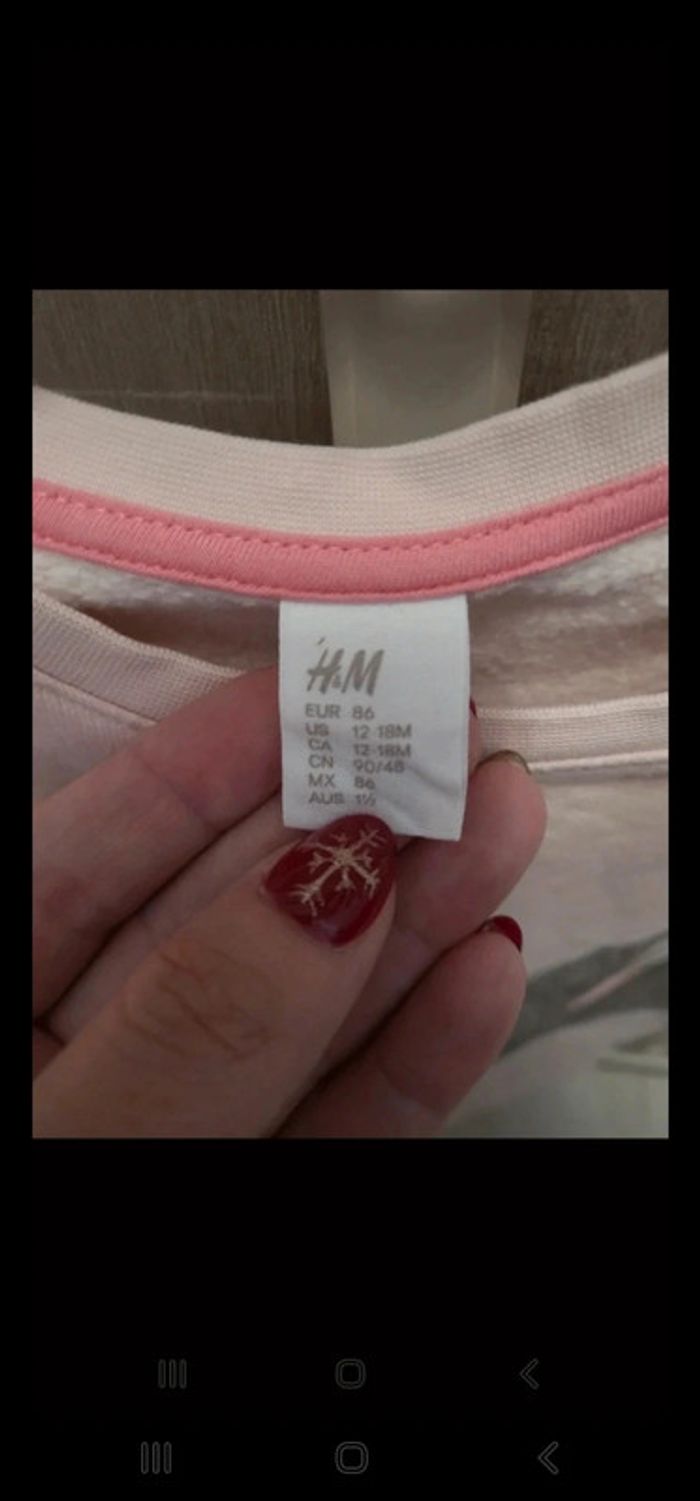 H&M
EUR 86
US 12-18M
CA 12-18M
CN 90/48
MX 86
AUS 1½